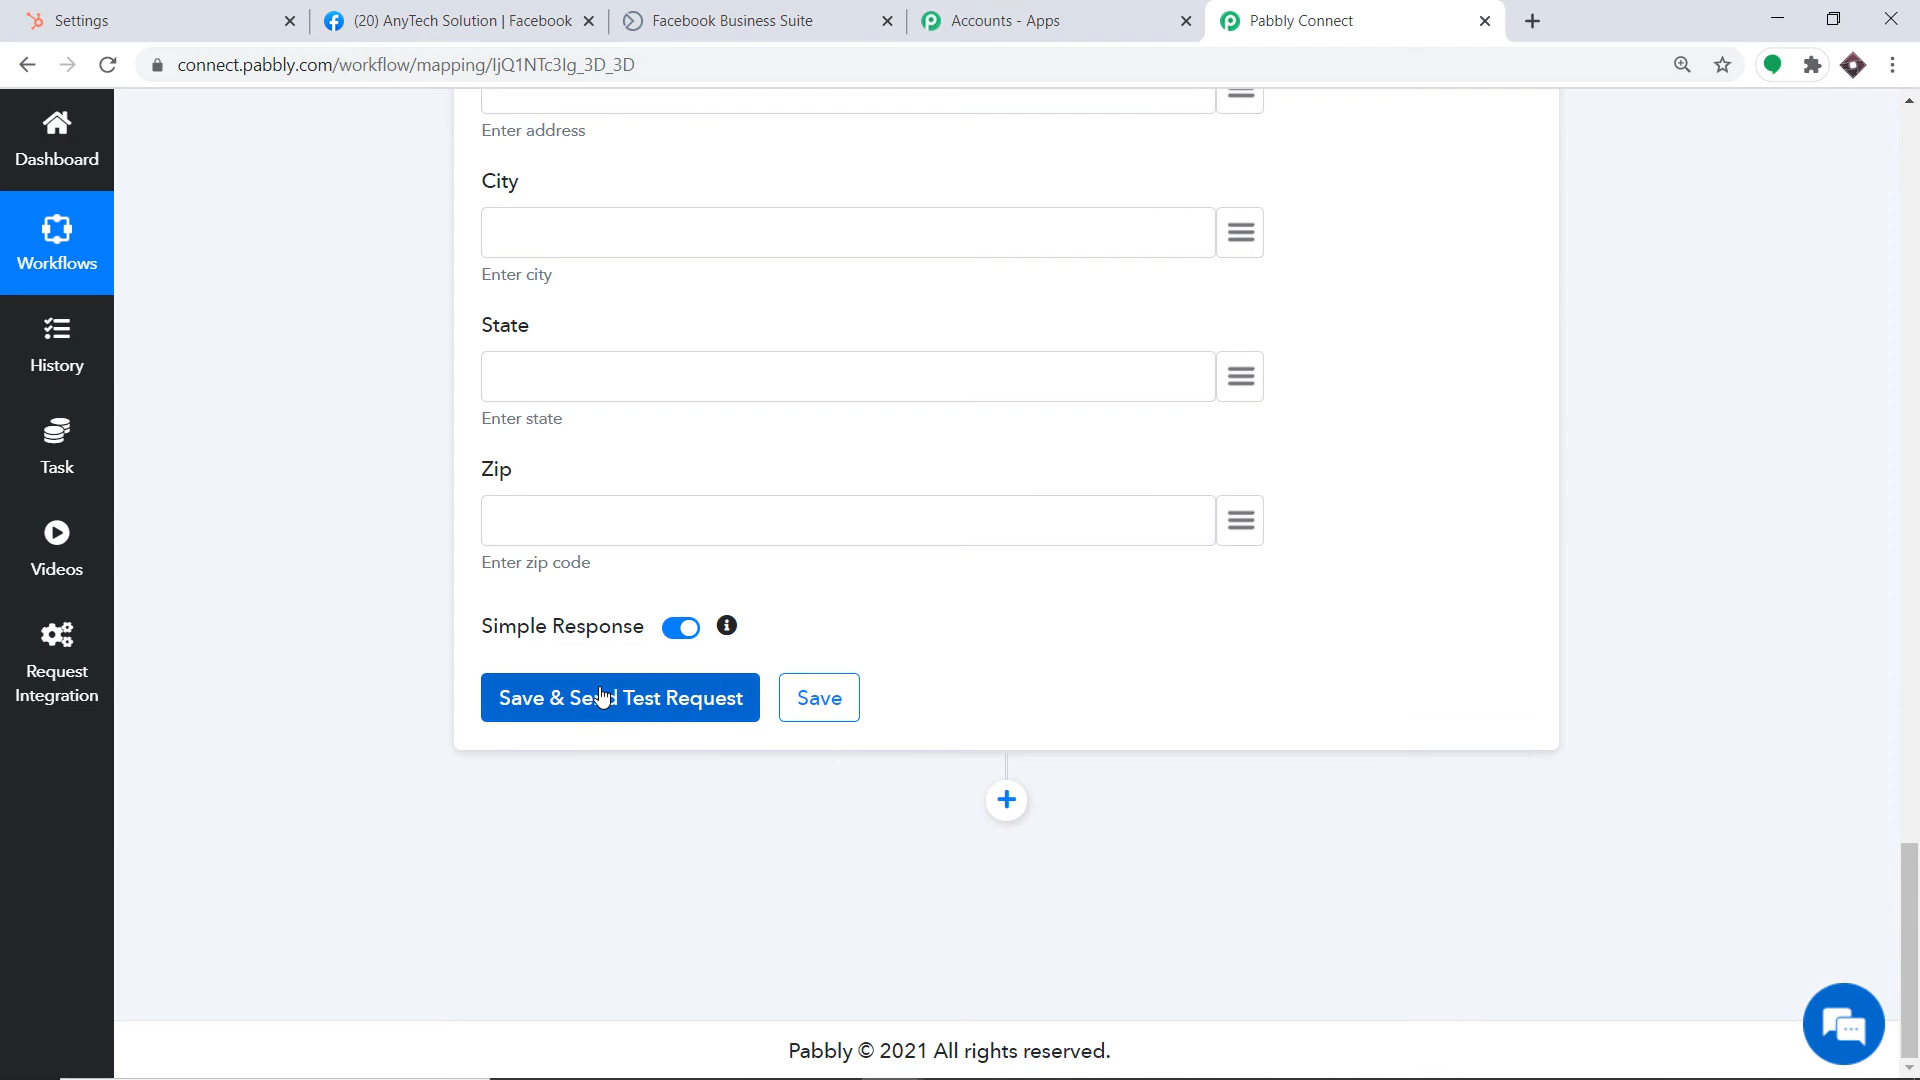 Settings
(20) AnyTech Solution | Facebook
Facebook Business Suite
Accounts - Apps
Pabbly Connect
connect.pabbly.com/workflow/mapping/IjQ1NTc3Ig_3D_3D
Dashboard
Workflows
History
Task
Videos
Request
Integration
Enter address
City
Enter city
State
Enter state
Zip
Enter zip code
Simple Response
Save & Send Test Request
Save
Pabbly © 2021 All rights reserved.